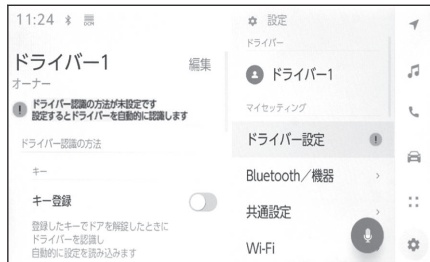 11:24
ドライバー1
編集
オーナー
ドライバー認識の方法が未設定です
設定するとドライバーを自動的に認識します
ドライバー認識の方法
キー
キー登録
登録したキーでドアを解錠したときに
ドライバーを認識し
自動的に設定を読み込みます
設定
ドライバー
ドライバー1
マイセッティング
ドライバー設定
Bluetooth／機器
共通設定
Wi-Fi